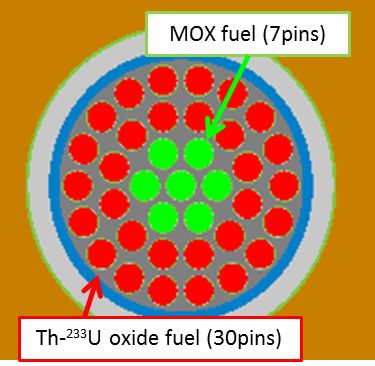 MOX fuel (7pins)
Th-²³³U oxide fuel (30pins)